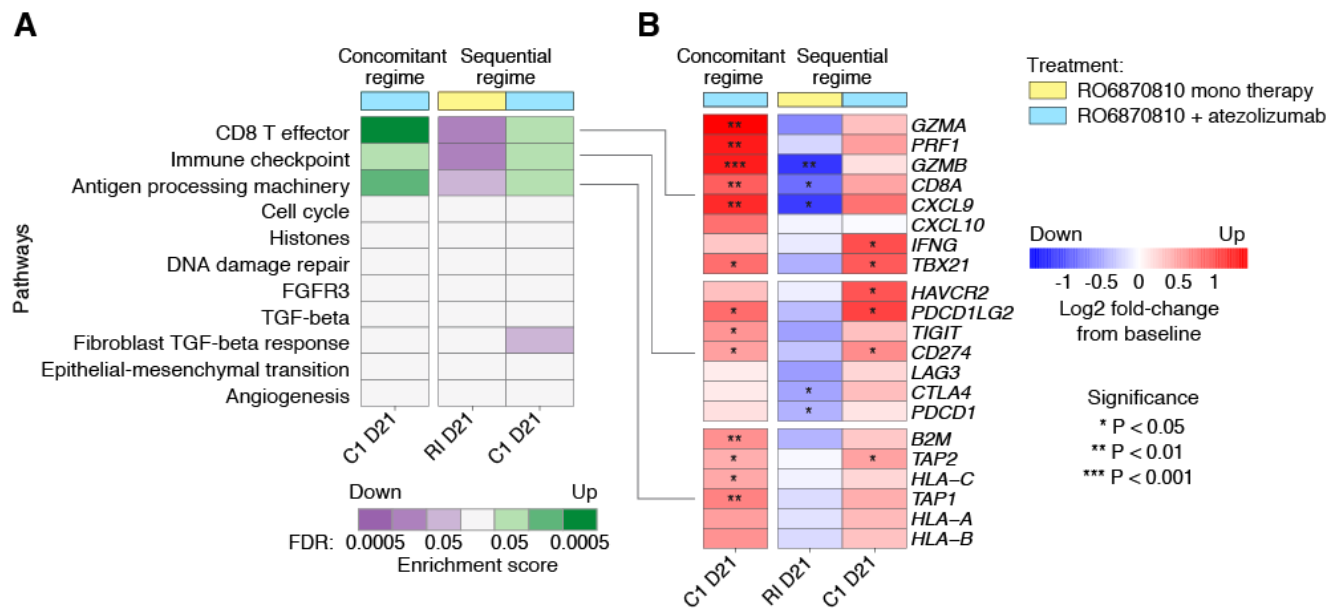 A
Concomitant regime
Sequential regime
Pathways
CD8 T effector
Immune checkpoint
Antigen processing machinery
Cell cycle
Histones
DNA damage repair
FGFR3
TGF-beta
Fibroblast TGF-beta response
Epithelial-mesenchymal transition
Angiogenesis
C1 D21
RI D21
C1 D21
Down Up
FDR: 0.0005 0.05 0.05 0.0005
Enrichment score
B
Concomitant regime
Sequential regime
** GZMA
** PRF1
*** ** GZMB
** * CD8A
** * CXCL9
CXCL10
* IFNG
* * TBX21
* HAVCR2
* * PDCD1LG2
* TIGIT
* * CD274
LAG3
* CTLA4
* PDCD1
** B2M
* * TAP2
* HLA-C
** TAP1
HLA-A
HLA-B
C1 D21
RI D21
C1 D21
Treatment:
RO6870810 mono therapy
RO6870810 + atezolizumab
Down Up
-1 -0.5 0 0.5 1
Log2 fold-change
from baseline
Significance
* P < 0.05
** P < 0.01
*** P < 0.001